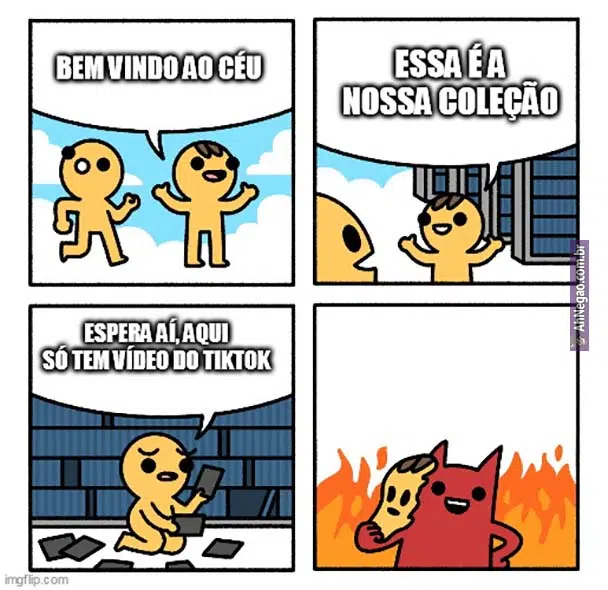 BEM VINDO AO CÉU
ESSA É A
NOSSA COLEÇÃO
AhNegao.com.br
ESPERA AÍ, AQUI
SÓ TEM VÍDEO DO TIKTOK
imgflip.com